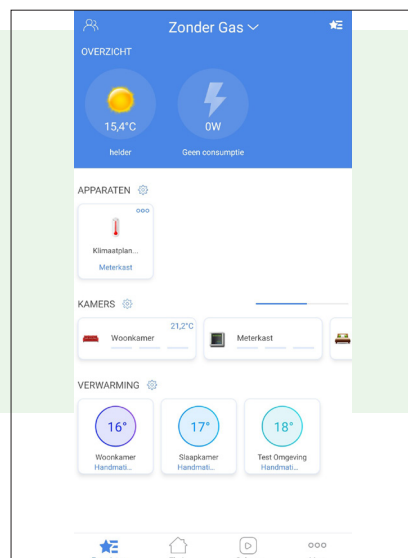 Zonder Gas
OVERZICHT
15,4°C
0W
helder
Geen consumptie
APPARATEN
Klimaatplan...
Meterkast
KAMERS
21,2°C
Woonkamer
Meterkast
VERWARMING
16°
17°
18°
Woonkamer
Slaapkamer
Test Omgeving
Handmati...
Handmati...
Handmati...